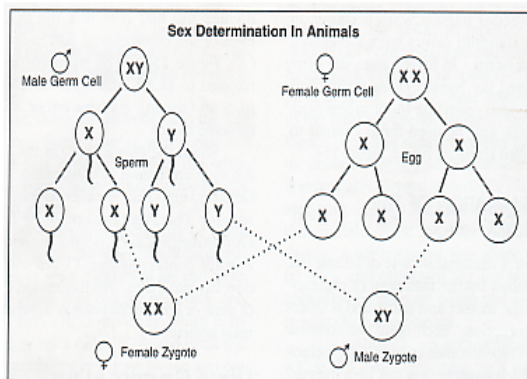 Sex Determination In Animals
Male Germ Cell
XY
Female Germ Cell
X X
X
Y
Sperm
X
Egg
X
X
X
Y
Y
X
X
X
X
XX
XY
Female Zygote
Male Zygote